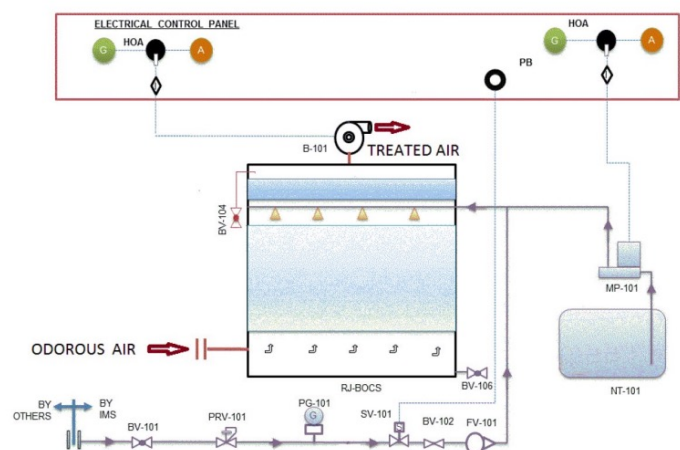 ELECTRICAL CONTROL PANEL
G HOA A
G HOA A
PB
B-101
TREATED AIR
BV-104
MP-101
ODOROUS AIR
NT-101
RJ-BOCS
BV-106
BY OTHERS
BY IMS
BV-101
PRV-101
PG-101
G
SV-101
BV-102
FV-101